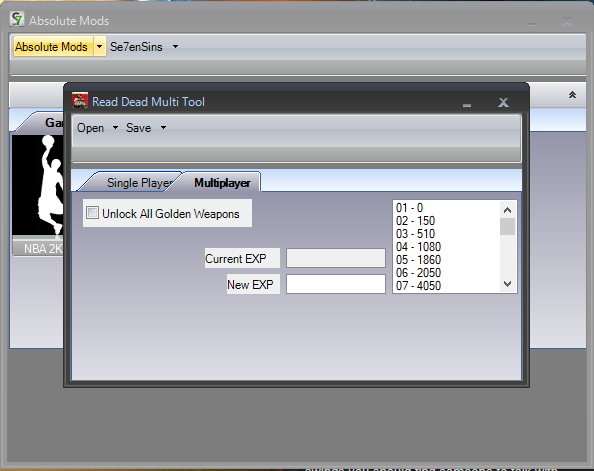 Absolute Mods
Absolute Mods Se7enSins
Read Dead Multi Tool
Open Save
Single Player Multiplayer
Unlock All Golden Weapons
Current EXP
New EXP
01 - 0
02 - 150
03 - 510
04 - 1080
05 - 1860
06 - 2050
07 - 4050
NBA 2K